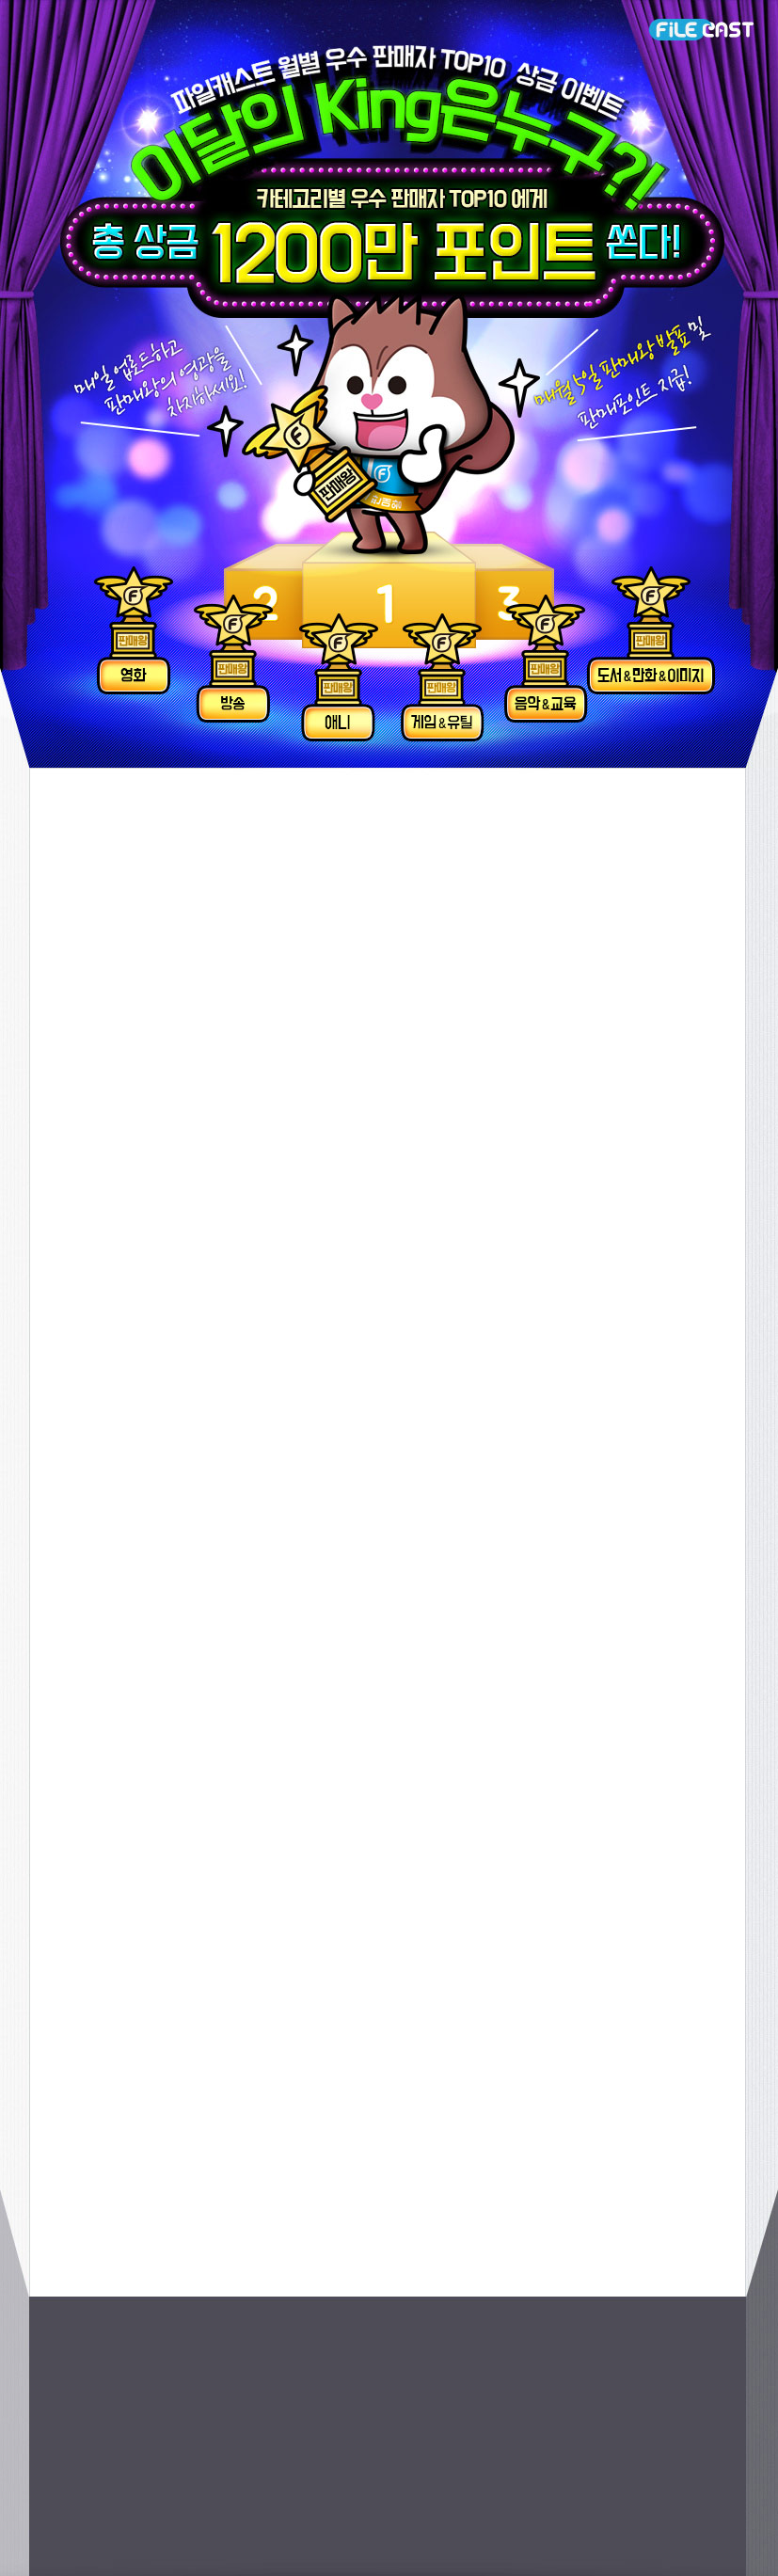 FiLE CAST
파일캐스트 월별 우수 판매자 TOP10 상금 이벤트
이달의 King은누구?!
카테고리별 우수 판매자 TOP10 에게
총 상금 1200만 포인트 쏜다!
매일 업로드하고
판매왕의 영광을
차지하세요!
매월 5일 판매왕 발표 및
판매포인트 지급!
판매왕
2 1 3
판매왕
영화
판매왕
방송
판매왕
애니
판매왕
게임&유틸
판매왕
음악&교육
판매왕
도서&만화&이미지